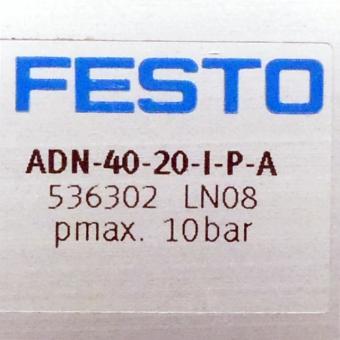 FESTO
ADN-40-20-I-P-A
536302 LN08
pmax. 10bar